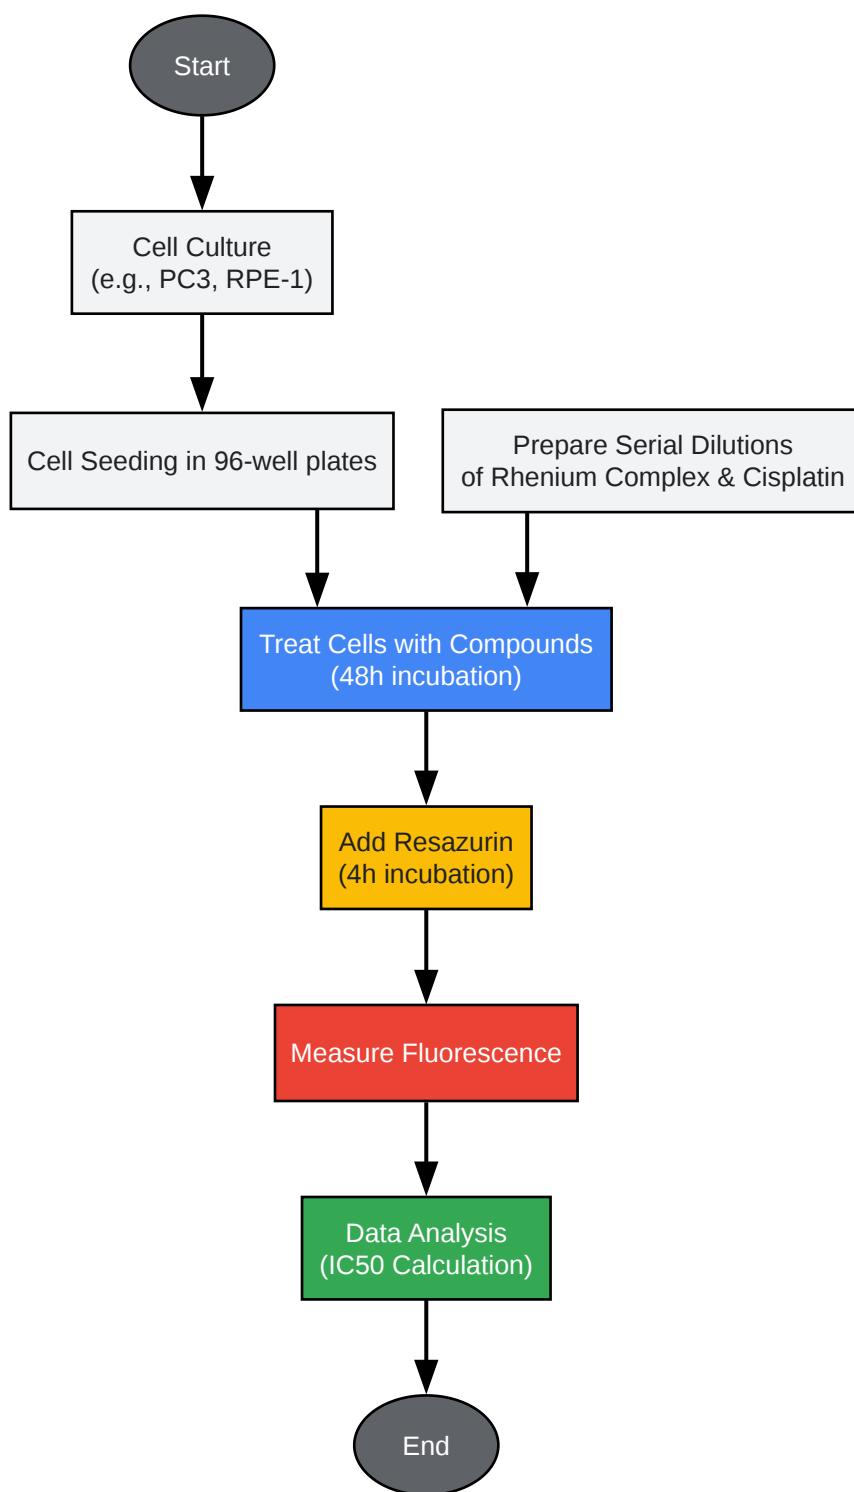 Start
Cell Culture
(e.g., PC3, RPE-1)
Cell Seeding in 96-well plates
Prepare Serial Dilutions
of Rhenium Complex & Cisplatin
Treat Cells with Compounds
(48h incubation)
Add Resazurin
(4h incubation)
Measure Fluorescence
Data Analysis
(IC50 Calculation)
End